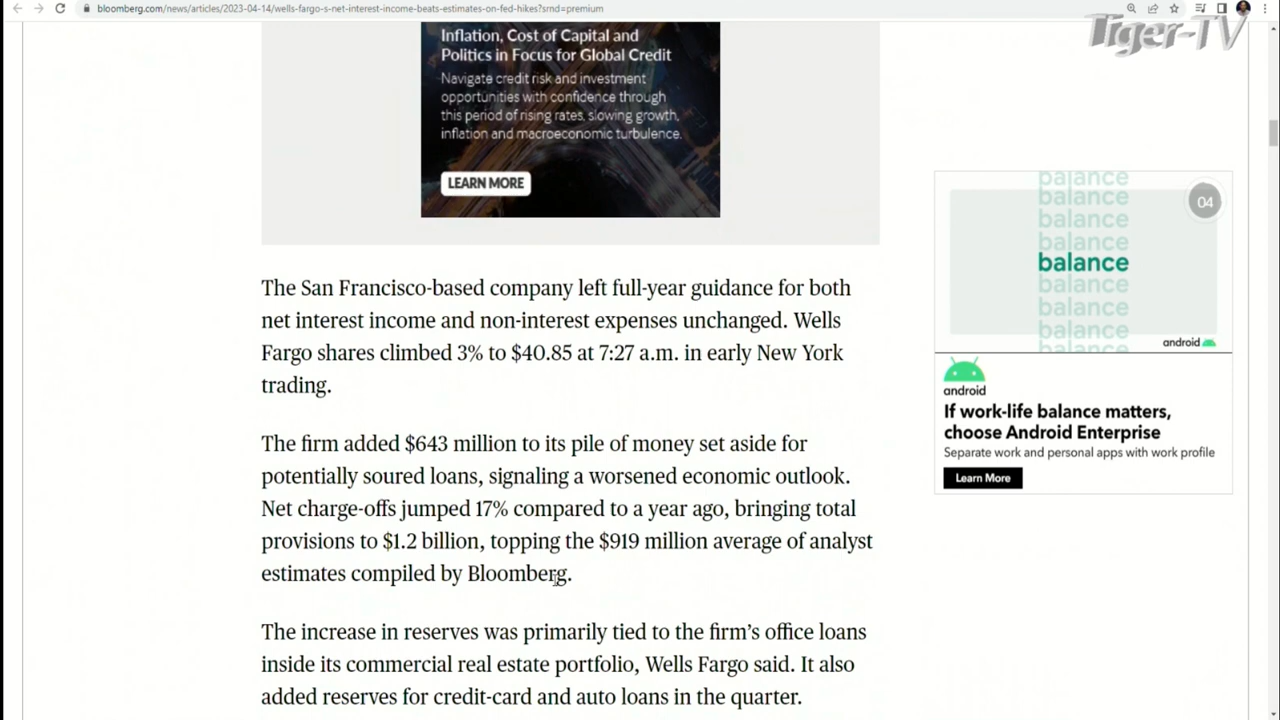 bloomberg.com/news/articles/2023-04-14/wells-fargo-s-net-interest-income-beats-estimates-on-fed-hikes?srnd=premium
Tiger-TV
Inflation, Cost of Capital and
Politics in Focus for Global Credit
Navigate credit risk and investment
opportunities with confidence through
this period of rising rates, slowing growth,
inflation and macroeconomic turbulence.
LEARN MORE
The San Francisco-based company left full-year guidance for both
net interest income and non-interest expenses unchanged. Wells
Fargo shares climbed 3% to $40.85 at 7:27 a.m. in early New York
trading.
The firm added $643 million to its pile of money set aside for
potentially soured loans, signaling a worsened economic outlook.
Net charge-offs jumped 17% compared to a year ago, bringing total
provisions to $1.2 billion, topping the $919 million average of analyst
estimates compiled by Bloomberg.
The increase in reserves was primarily tied to the firm's office loans
inside its commercial real estate portfolio, Wells Fargo said. It also
added reserves for credit-card and auto loans in the quarter.
balance
balance
04
balance
balance
balance
balance
balance
balance
balance
android
android
If work-life balance matters,
choose Android Enterprise
Separate work and personal apps with work profile
Learn More